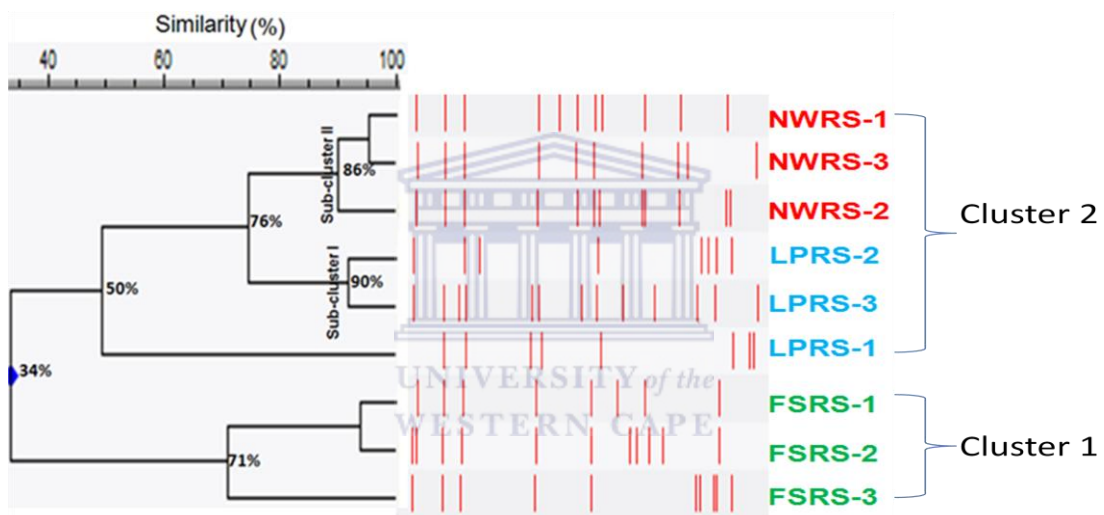 Similarity (%)
40 60 80 100
NWRS-1
Sub-cluster II
86%
NWRS-3
76%
NWRS-2
Cluster 2
LPRS-2
Sub-cluster I
90%
50%
LPRS-3
LPRS-1
34%
UNIVERSITY of the
WESTERN CAPE
FSRS-1
71%
FSRS-2
Cluster 1
FSRS-3